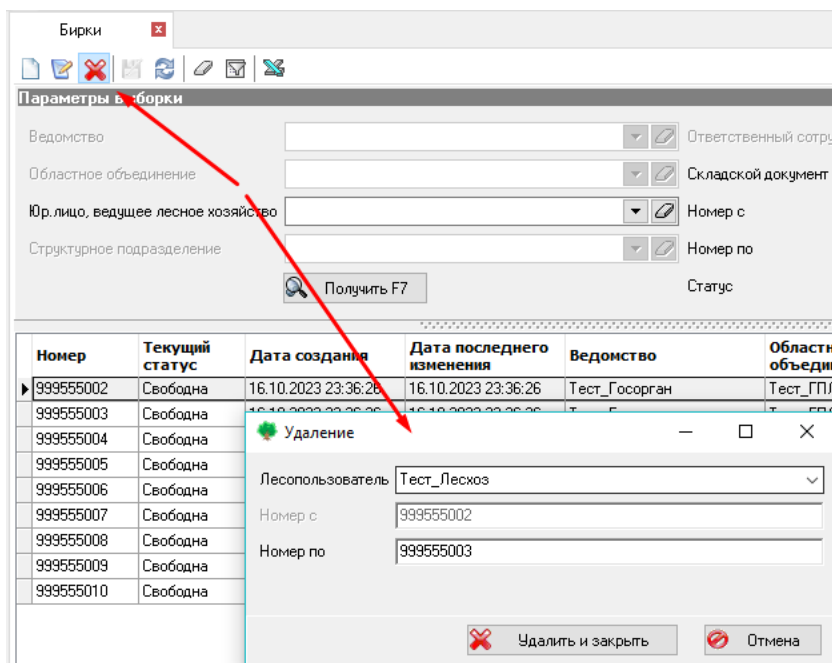 Бирки
Параметры выборки
Ведомство
Ответственный сотру
Областное объединение
Складской документ
Юр.лицо, ведущее лесное хозяйство
Номер с
Структурное подразделение
Номер по
Получить F7
Статус
Номер Текущий статус Дата создания Дата последнего изменения Ведомство Областн объеди
999555002 Свободна 16.10.2023 23:36:26 16.10.2023 23:36:26 Тест_Госорган Тест_ГПЛ
999555003 Свободна
999555004 Свободна
999555005 Свободна
999555006 Свободна
999555007 Свободна
999555008 Свободна
999555009 Свободна
999555010 Свободна
Удаление
Лесопользователь Тест_Лесхоз
Номер с 999555002
Номер по 999555003
Удалить и закрыть Отмена